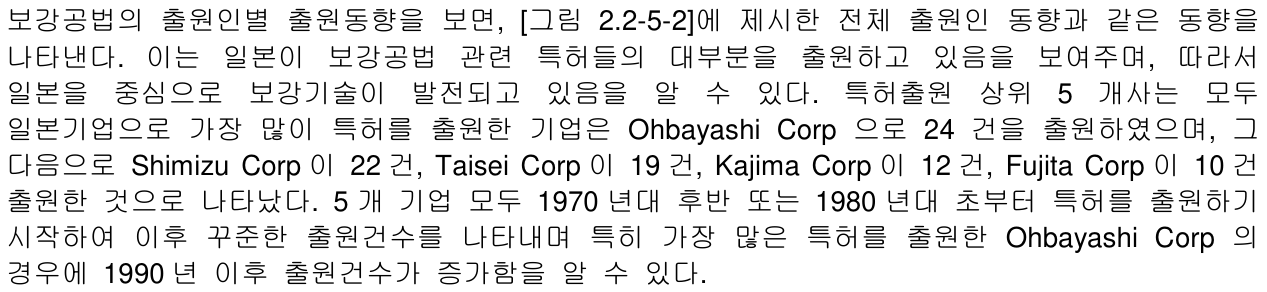 보강공법의 출원인별 출원동향을 보면, [그림 2.2-5-2]에 제시한 전체 출원인 동향과 같은 동향을
나타낸다. 이는 일본이 보강공법 관련 특허들의 대부분을 출원하고 있음을 보여주며, 따라서
일본을 중심으로 보강기술이 발전되고 있음을 알 수 있다. 특허출원 상위 5 개사는 모두
일본기업으로 가장 많이 특허를 출원한 기업은 Ohbayashi Corp 으로 24 건을 출원하였으며, 그
다음으로 Shimizu Corp 이 22 건, Taisei Corp 이 19 건, Kajima Corp 이 12 건, Fujita Corp 이 10 건
출원한 것으로 나타났다. 5 개 기업 모두 1970 년대 후반 또는 1980 년대 초부터 특허를 출원하기
시작하여 이후 꾸준한 출원건수를 나타내며 특히 가장 많은 특허를 출원한 Ohbayashi Corp 의
경우에 1990 년 이후 출원건수가 증가함을 알 수 있다.